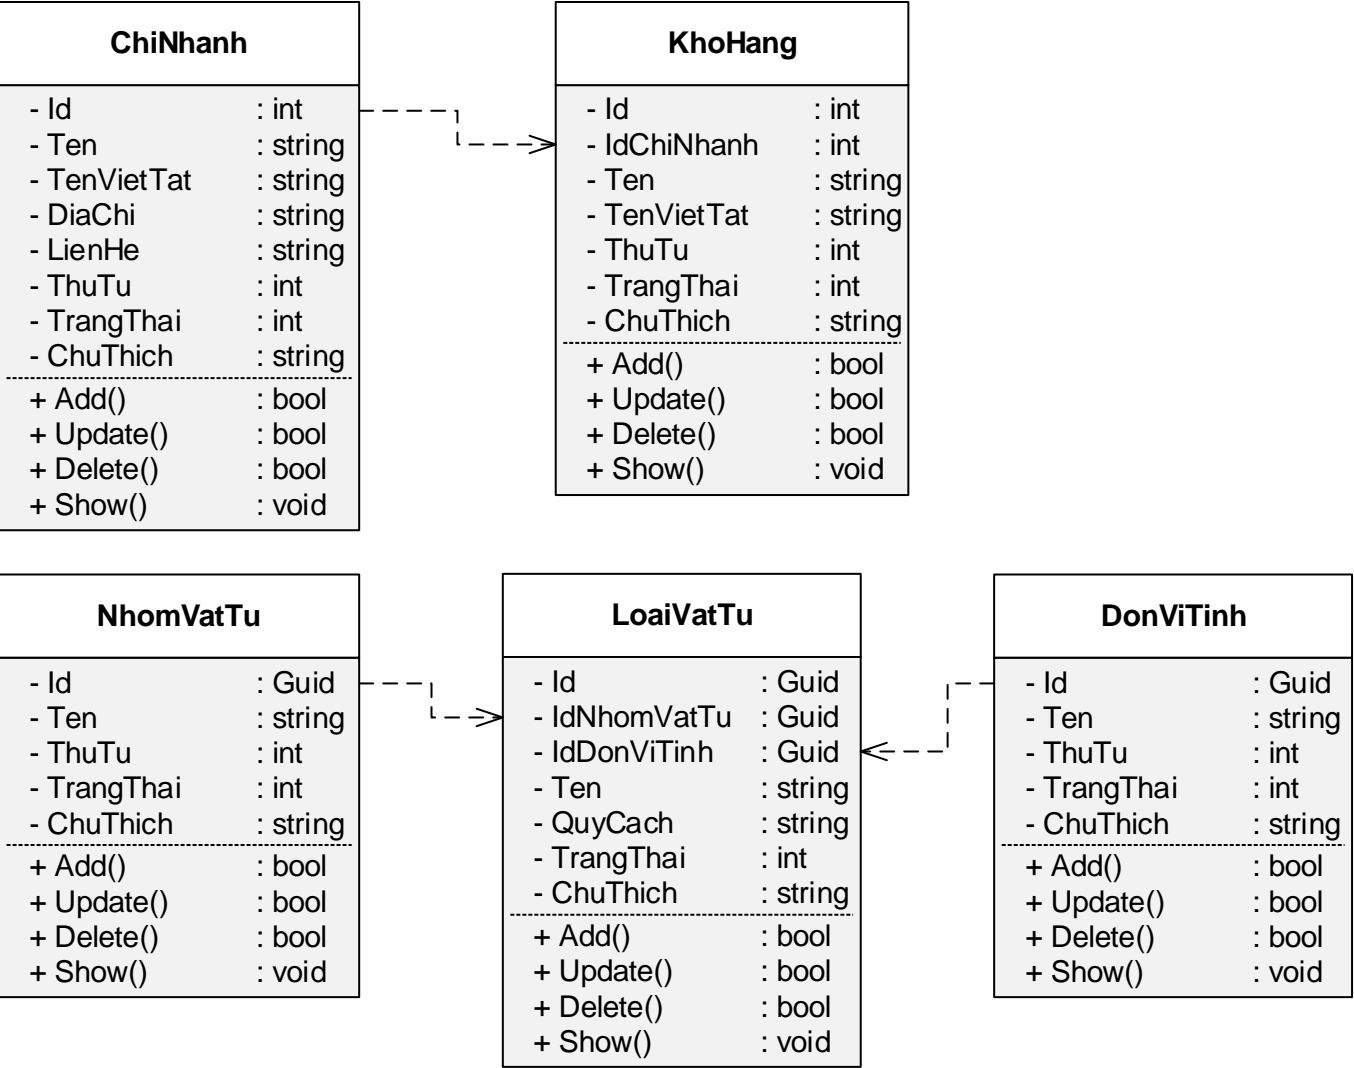 ChiNhanh
- Id : int
- Ten : string
- TenVietTat : string
- DiaChi : string
- LienHe : string
- ThuTu : int
- TrangThai : int
- ChuThich : string
+ Add() : bool
+ Update() : bool
+ Delete() : bool
+ Show() : void
KhoHang
- Id : int
- IdChiNhanh : int
- Ten : string
- TenVietTat : string
- ThuTu : int
- TrangThai : int
- ChuThich : string
+ Add() : bool
+ Update() : bool
+ Delete() : bool
+ Show() : void
NhomVatTu
- Id : Guid
- Ten : string
- ThuTu : int
- TrangThai : int
- ChuThich : string
+ Add() : bool
+ Update() : bool
+ Delete() : bool
+ Show() : void
LoaiVatTu
- Id : Guid
- IdNhomVatTu : Guid
- IdDonViTinh : Guid
- Ten : string
- QuyCach : string
- TrangThai : int
- ChuThich : string
+ Add() : bool
+ Update() : bool
+ Delete() : bool
+ Show() : void
DonViTinh
- Id : Guid
- Ten : string
- ThuTu : int
- TrangThai : int
- ChuThich : string
+ Add() : bool
+ Update() : bool
+ Delete() : bool
+ Show() : void